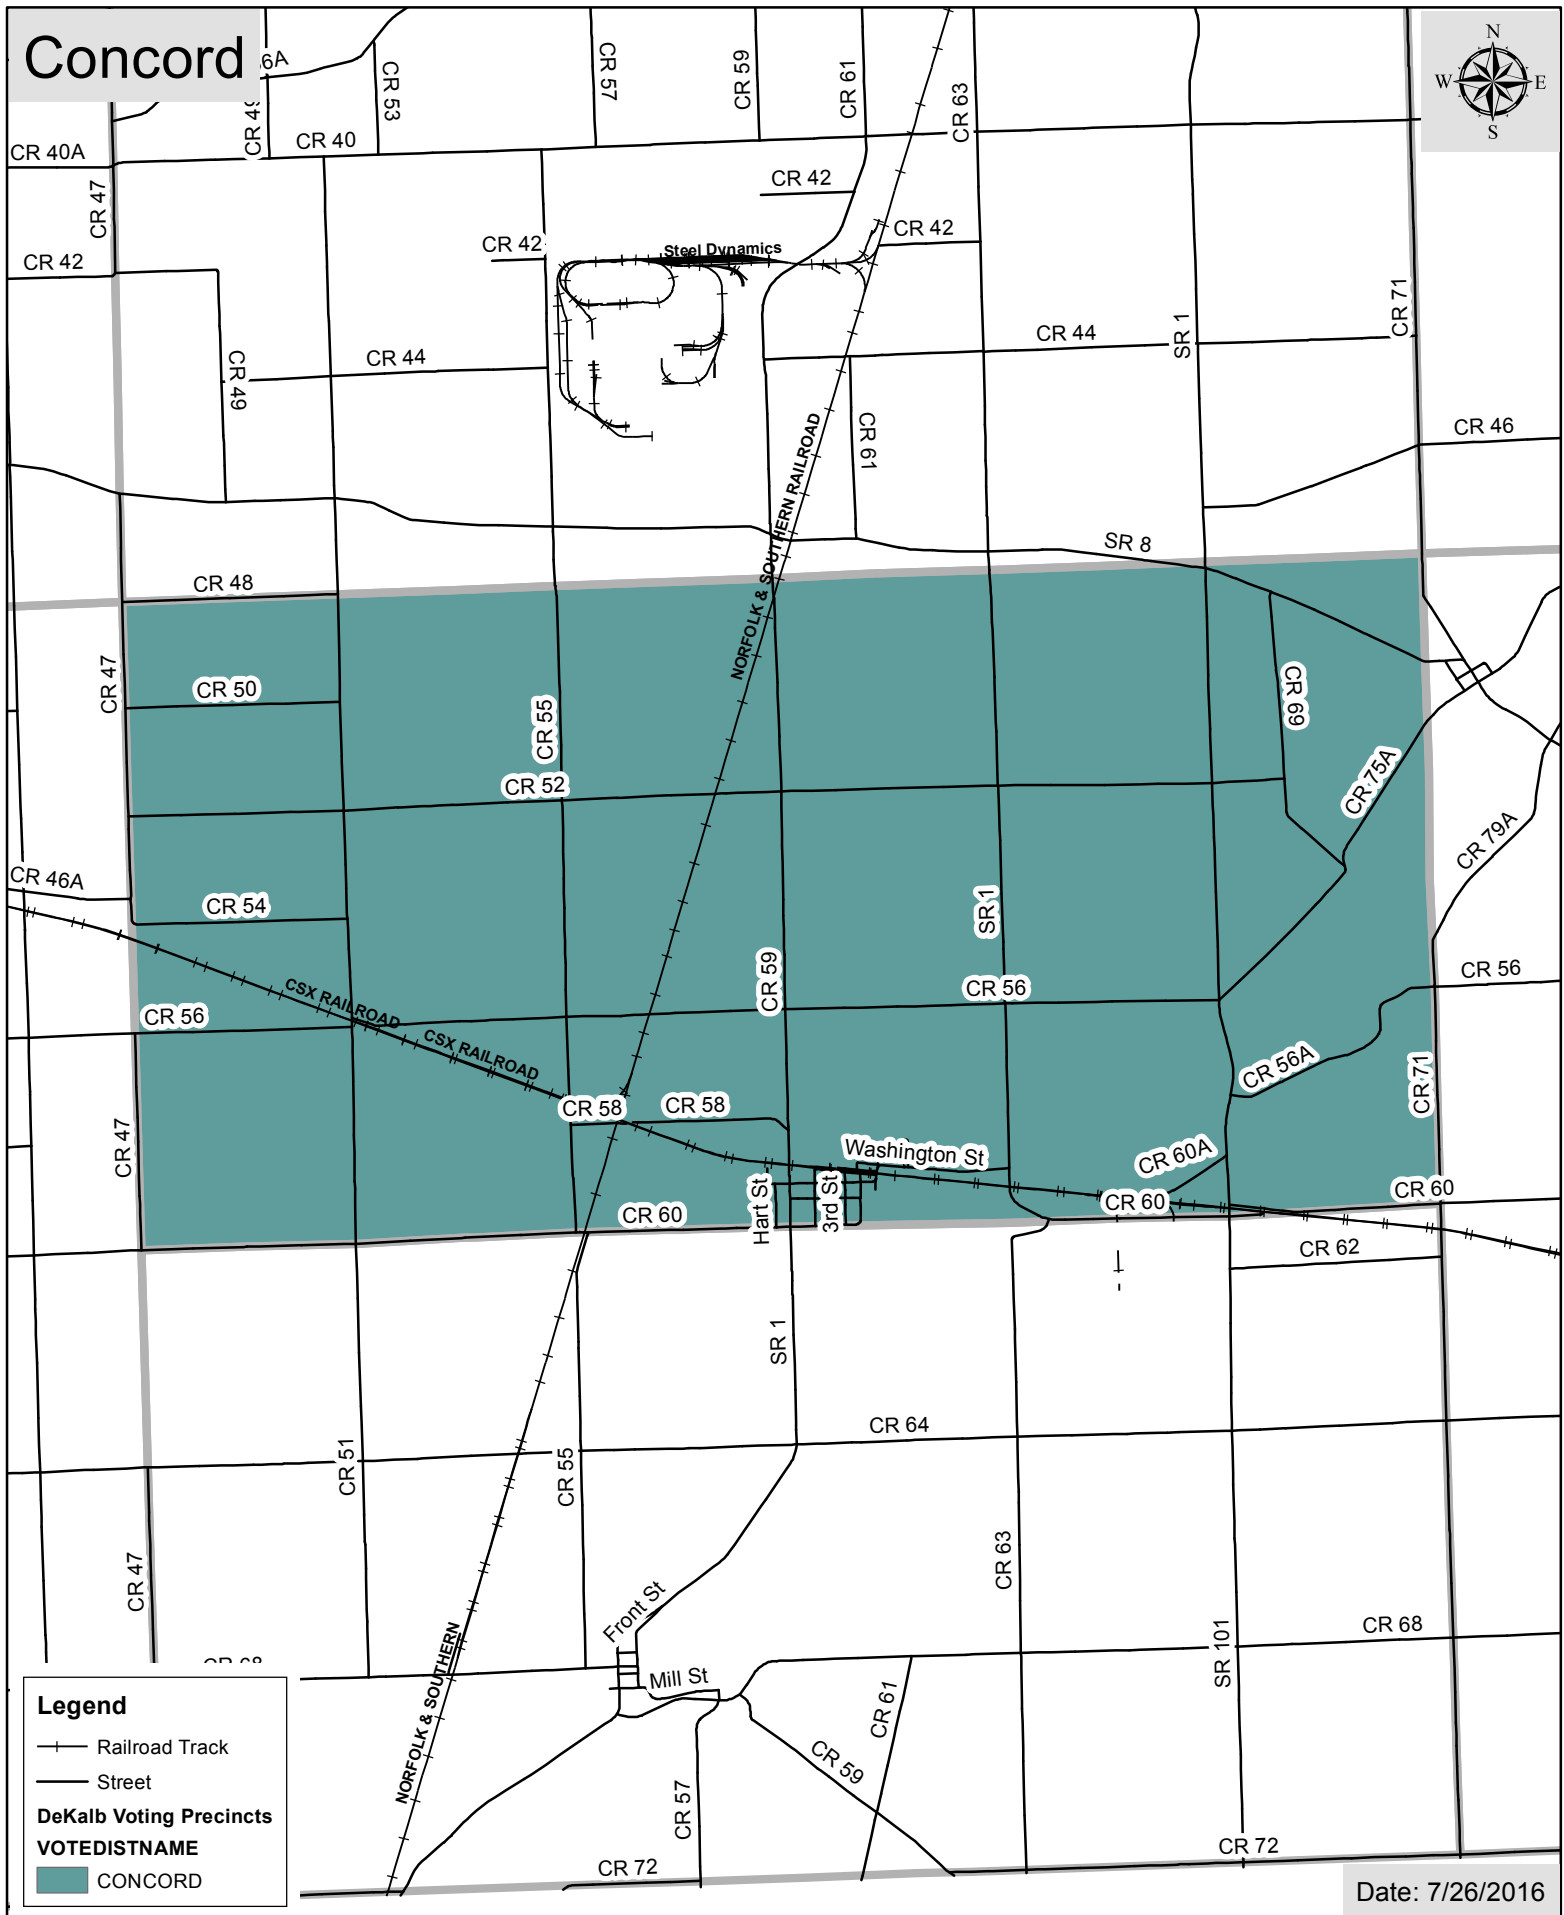 Concord
6A
CR 49
CR 53
CR 57
CR 59
CR 61
CR 63
N
W
E
S
CR 40A
CR 40
CR 47
CR 42
CR 42
CR 42
CR 42
Steel Dynamics
CR 71
SR 1
CR 44
CR 44
CR 49
CR 61
CR 46
NORFOLK & SOUTHERN RAILROAD
SR 8
CR 48
CR 47
CR 50
CR 55
CR 69
CR 52
CR 75A
CR 79A
CR 46A
CR 54
SR 1
CR 59
CR 56
CR 56
CR 56
CSX RAILROAD
CSX RAILROAD
CR 56A
CR 71
CR 58
CR 58
CR 47
Washington St
CR 60A
Hart St
3rd St
CR 60
CR 60
CR 60
CR 62
SR 1
CR 64
CR 51
CR 55
CR 47
CR 63
Front St
SR 101
CR 68
CR 68
Mill St
NORFOLK & SOUTHERN
CR 61
CR 59
CR 57
CR 72
CR 72
Legend
Railroad Track
Street
DeKalb Voting Precincts
VOTEDISTNAME
CONCORD
Date: 7/26/2016